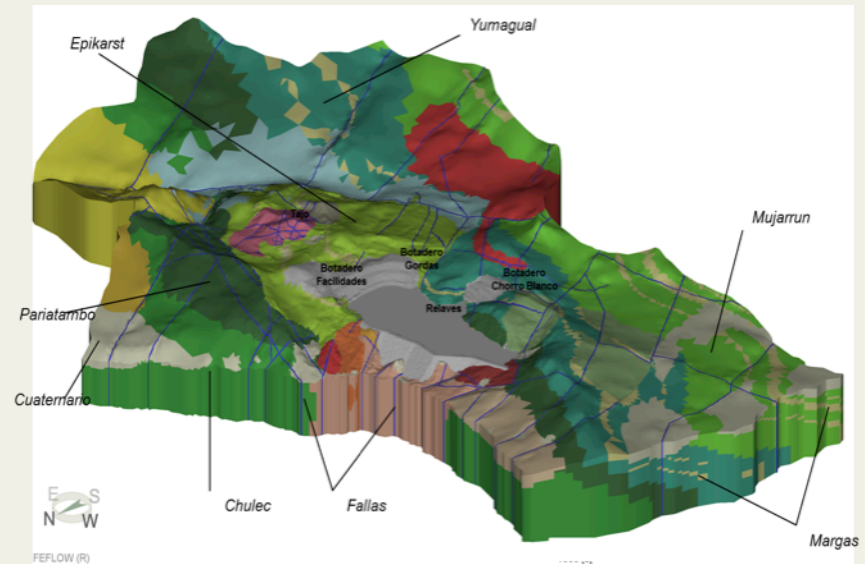 Yumagual
Epikarst
Mujarrun
Tajo
Botadero
Gordas
Botadero
Facilidades
Botadero
Chorro Blanco
Relaves
Pariatambo
Cuaternario
Chulec
Fallas
Margas
E S
N W
FEFLOW (R)